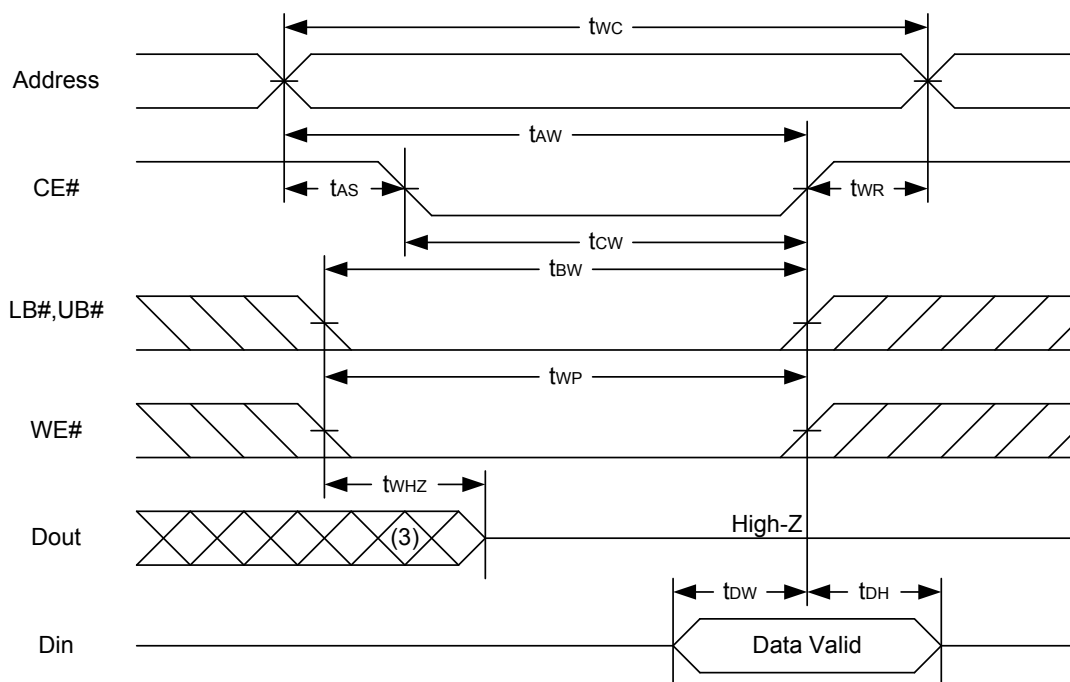 tWC
Address
tAW
CE#
tAS
tWR
tCW
tBW
LB#,UB#
tWP
WE#
tWHZ
Dout
(3)
High-Z
tDW
tDH
Din
Data Valid